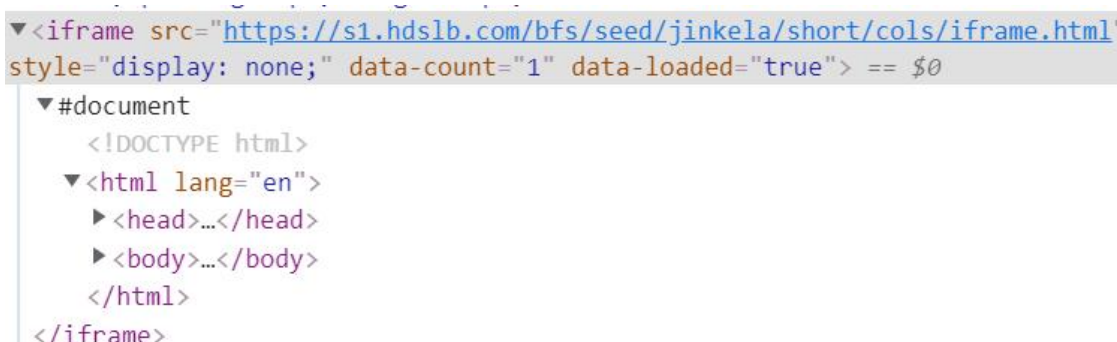 ▼<iframe src="https://s1.hdslb.com/bfs/seed/jinkela/short/cols/iframe.html"
style="display: none;" data-count="1" data-loaded="true"> == $0
▼#document
<!DOCTYPE html>
▼<html lang="en">
▶<head>…</head>
▶<body>…</body>
</html>
</iframe>